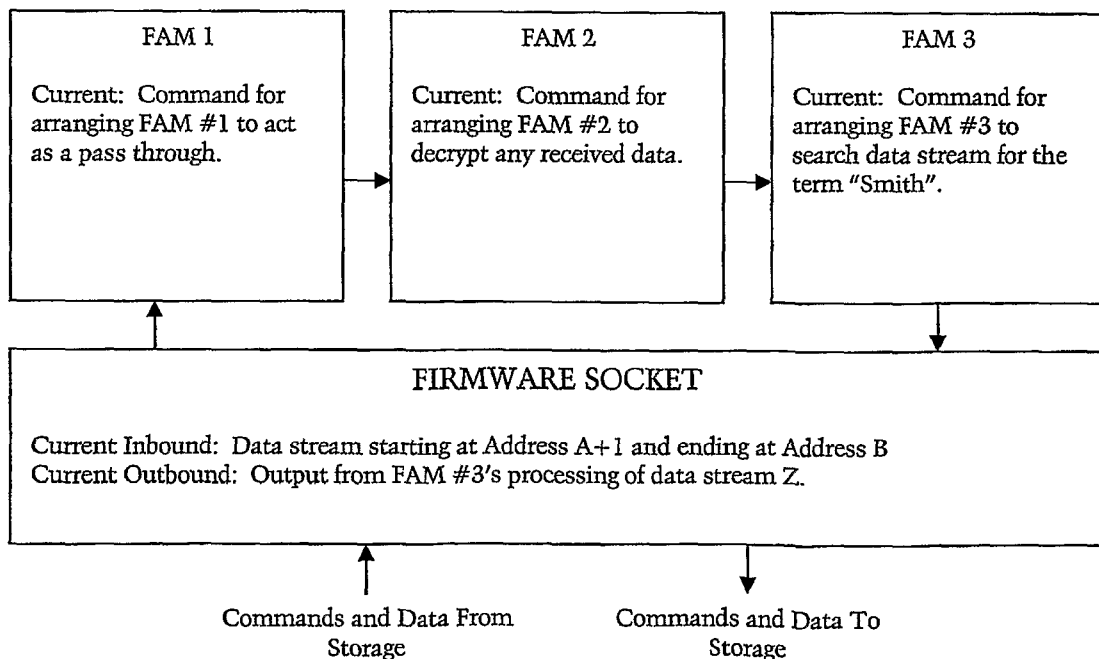 FAM 1
Current: Command for
arranging FAM #1 to act
as a pass through.
FAM 2
Current: Command for
arranging FAM #2 to
decrypt any received data.
FAM 3
Current: Command for
arranging FAM #3 to
search data stream for the
term "Smith".
FIRMWARE SOCKET
Current Inbound: Data stream starting at Address A+1 and ending at Address B
Current Outbound: Output from FAM #3's processing of data stream Z.
Commands and Data From
Storage
Commands and Data To
Storage